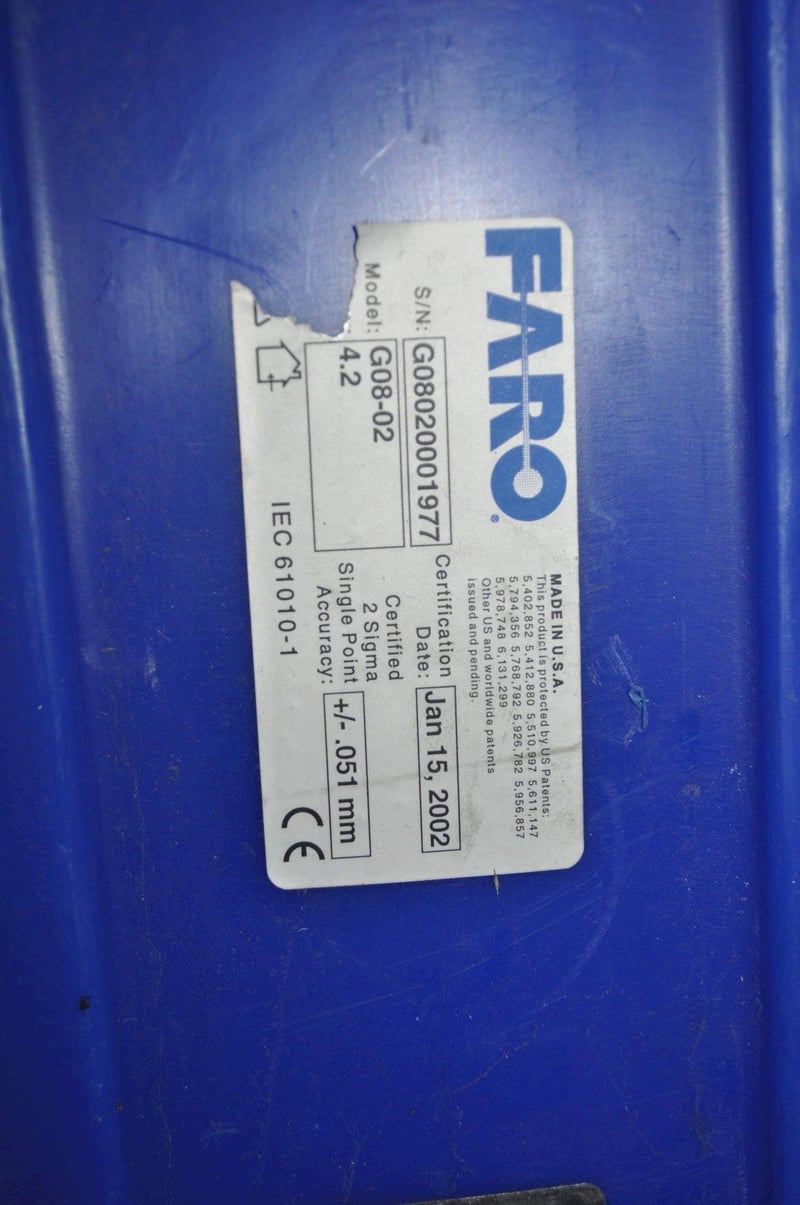 FARO®
MADE IN U.S.A.
This product is protected by US Patents:
5,402,852 5,412,880 5,510,997 5,611,147
5,794,356 5,768,792 5,926,782 5,956,857
5,978,748 6,131,299
Other US and worldwide patents
issued and pending.
S/N: G08020001977
Certification
Date: Jan 15, 2002
Model: G08-02
4.2
Certified
2 Sigma
Single Point
Accuracy: +/- .051 mm
IEC 61010-1
CE